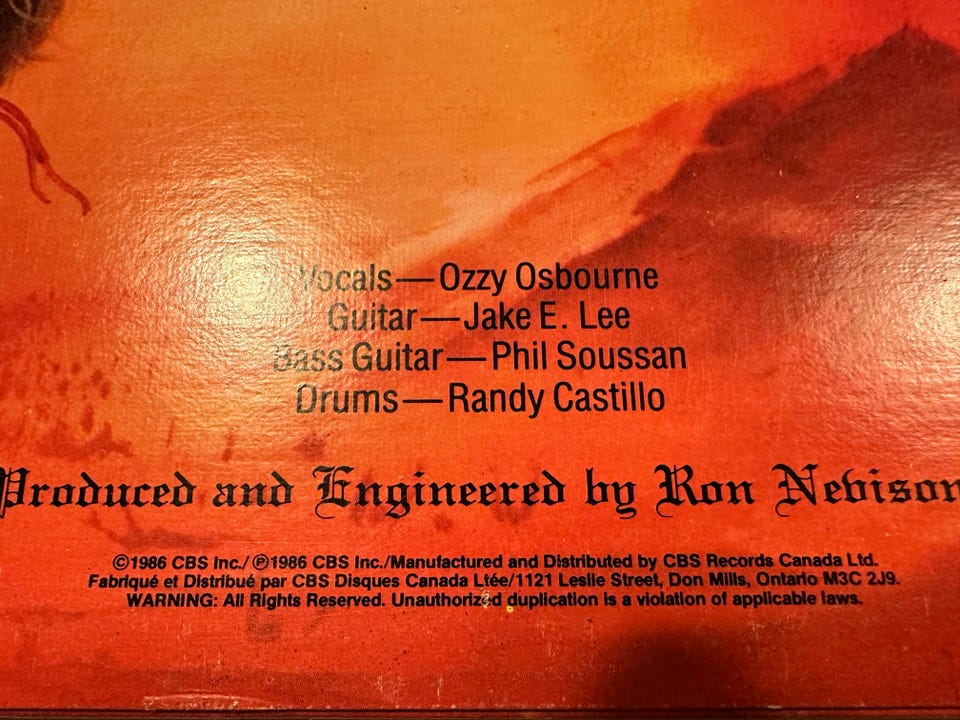 Vocals—Ozzy Osbourne
Guitar—Jake E. Lee
Bass Guitar—Phil Soussan
Drums—Randy Castillo
Produced and Engineered by Ron Nevison
©1986 CBS Inc./℗1986 CBS Inc./Manufactured and Distributed by CBS Records Canada Ltd.
Fabriqué et Distribué par CBS Disques Canada Ltée/1121 Leslie Street, Don Mills, Ontario M3C 2J9.
WARNING: All Rights Reserved. Unauthorized duplication is a violation of applicable laws.